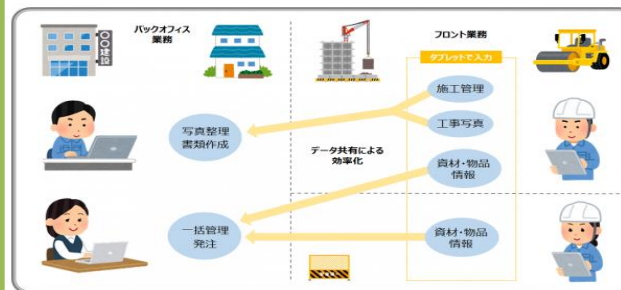 〇〇建設
バックオフィス
業務
フロント業務
タブレットで入力
施工管理
工事写真
写真整理
書類作成
データ共有による
効率化
資材・物品
情報
一括管理
発注
資材・物品
情報